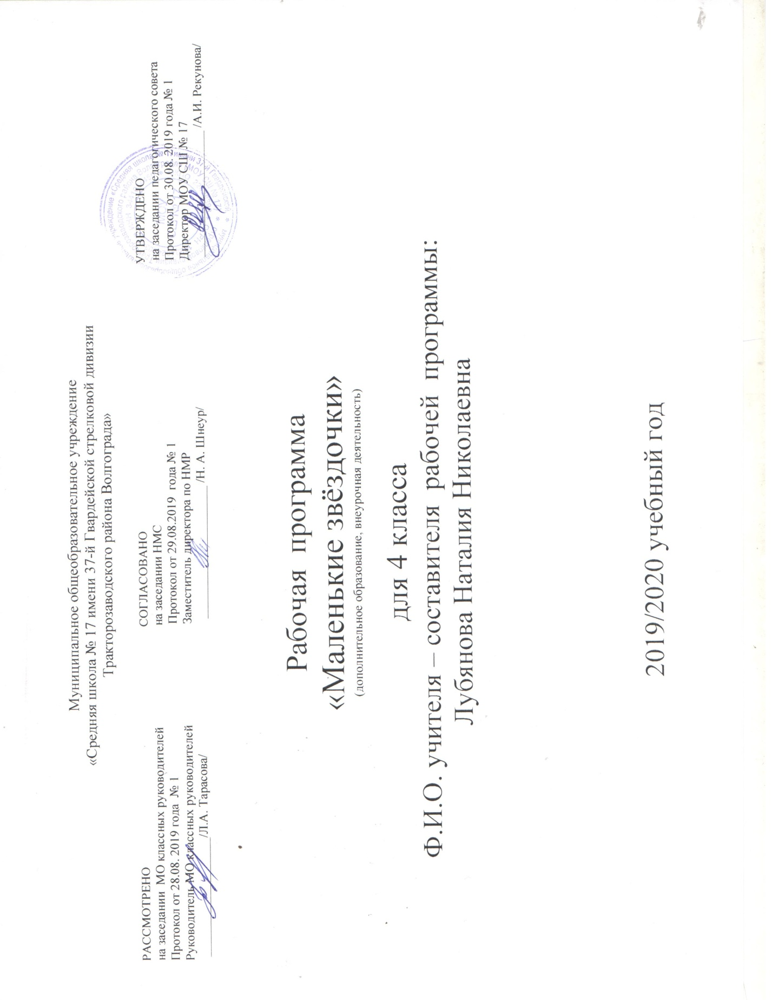 Муниципальное общеобразовательное учреждение
«Средняя школа № 17 имени 37-й Гвардейской стрелковой дивизии
Тракторозаводского района Волгограда»
РАССМОТРЕНО
на заседании МО классных руководителей
Протокол от 28.08. 2019 года № 1
Руководитель МО классных руководителей
/Л.А. Тарасова/
СОГЛАСОВАНО
на заседании НМС
Протокол от 29.08.2019 года № 1
Заместитель директора по НМР
/Н. А. Шнеур/
УТВЕРЖДЕНО
на заседании педагогического совета
Протокол от 30.08. 2019 года № 1
Директор МОУ СШ № 17
/А.И. Рекунова/
Рабочая программа
«Маленькие звёздочки»
(дополнительное образование, внеурочная деятельность)
для 4 класса
Ф.И.О. учителя – составителя рабочей программы:
Лубянова Наталия Николаевна
2019/2020 учебный год